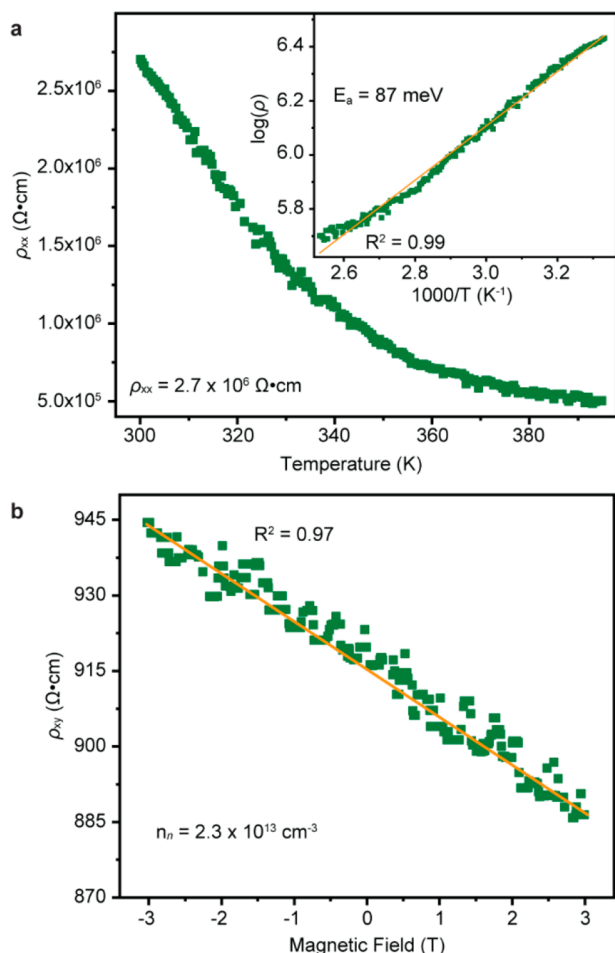 a
ρxx (Ω•cm)
2.5x10⁶
2.0x10⁶
1.5x10⁶
1.0x10⁶
5.0x10⁵
ρxx = 2.7 x 10⁶ Ω•cm
300 320 340 360 380
Temperature (K)
log(ρ)
6.4
6.2
6.0
5.8
Eₐ = 87 meV
R² = 0.99
2.6 2.8 3.0 3.2
1000/T (K⁻¹)
b
ρxy (Ω•cm)
945
930
915
900
885
870
R² = 0.97
nₙ = 2.3 x 10¹³ cm⁻³
-3 -2 -1 0 1 2 3
Magnetic Field (T)